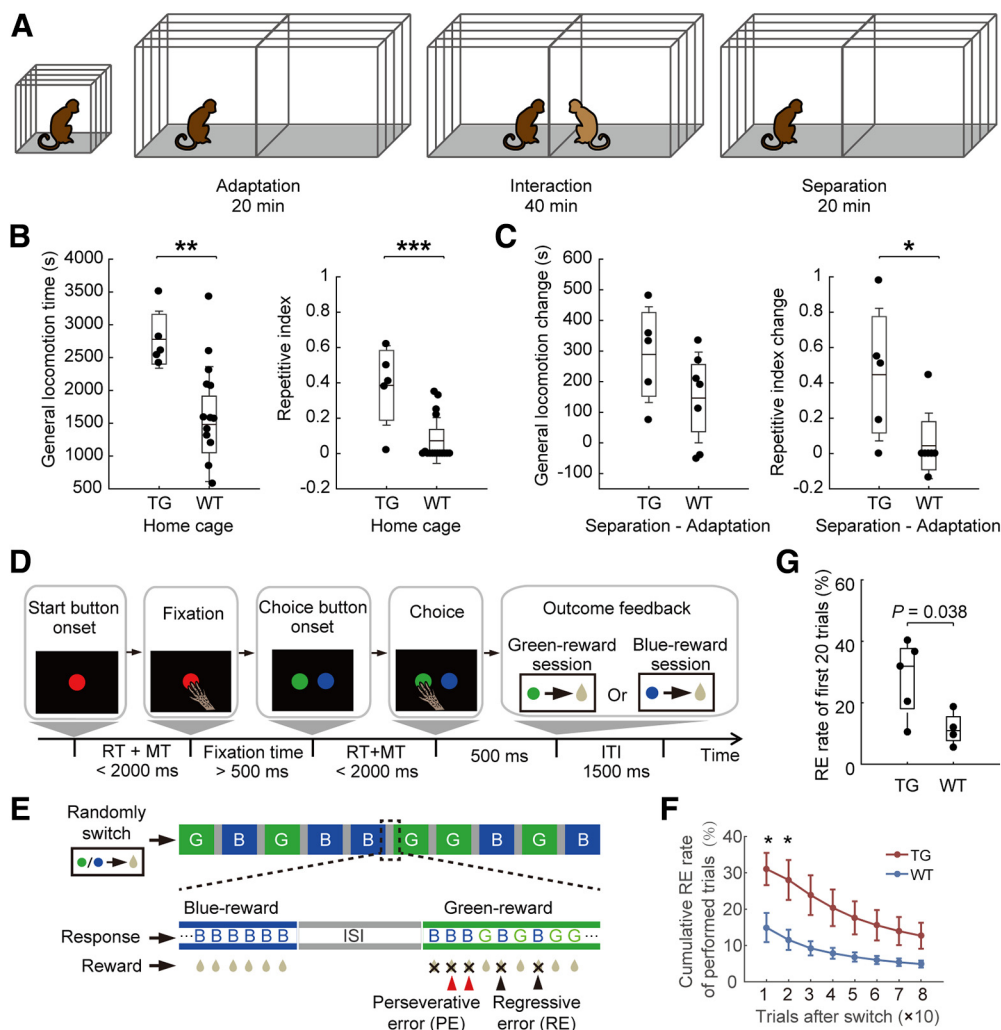 A
Adaptation
20 min
Interaction
40 min
Separation
20 min
B
General locomotion time (s)
4000
3500
3000
2500
2000
1500
1000
500
**
TG WT
Home cage
Repetitive index
1
0.8
0.6
0.4
0.2
0
-0.2
***
TG WT
Home cage
C
General locomotion change (s)
600
500
400
300
200
100
0
-100
TG WT
Separation - Adaptation
Repetitive index change
1
0.8
0.6
0.4
0.2
0
-0.2
*
TG WT
Separation - Adaptation
D
Start button
onset
Fixation
Choice button
onset
Choice
Outcome feedback
Green-reward
session
Or
Blue-reward
session
RT + MT
< 2000 ms
Fixation time
> 500 ms
RT+MT
< 2000 ms
500 ms
ITI
1500 ms
Time
G
RE rate of first 20 trials (%)
60
40
20
0
P = 0.038
TG WT
E
Randomly
switch
/
G B G B B G G B G B
Blue-reward
Green-reward
Response
···BBBBBB
ISI
BBBGBGBGG···
Reward
Perseverative
error (PE)
Regressive
error (RE)
F
Cumulative RE rate
of performed trials (%)
40
30
20
10
0
* *
TG
WT
1 2 3 4 5 6 7 8
Trials after switch (×10)